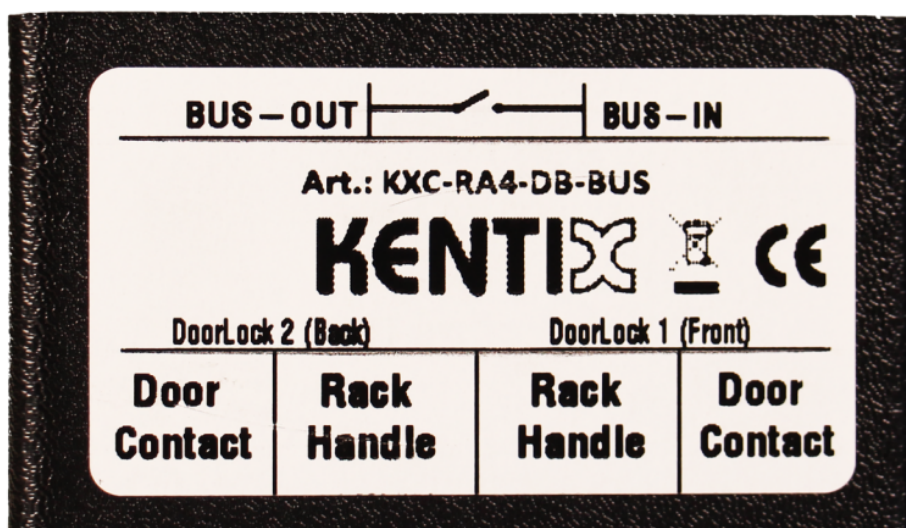 BUS-OUT BUS-IN
Art.: KXC-RA4-DB-BUS
KENTIX CE
DoorLock 2 (Back) DoorLock 1 (Front)
Door Rack Rack Door
Contact Handle Handle Contact